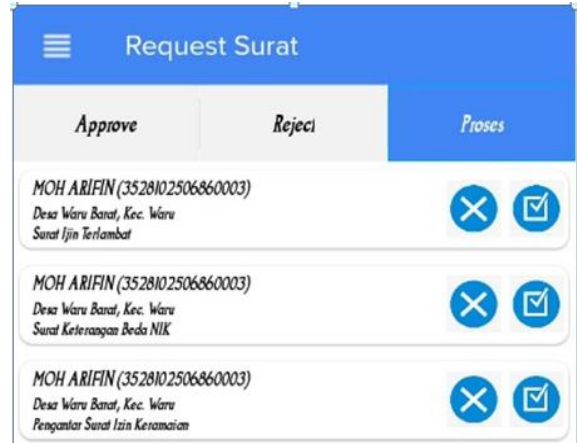 Request Surat
Approve
Reject
Proses
MOH ARIFIN (3528102506860003)
Desa Waru Barat, Kec. Waru
Surat Ijin Terlambat
MOH ARIFIN (3528102506860003)
Desa Waru Barat, Kec. Waru
Surat Keterangan Beda NIK
MOH ARIFIN (3528102506860003)
Desa Waru Barat, Kec. Waru
Pengantar Surat Izin Keramaian